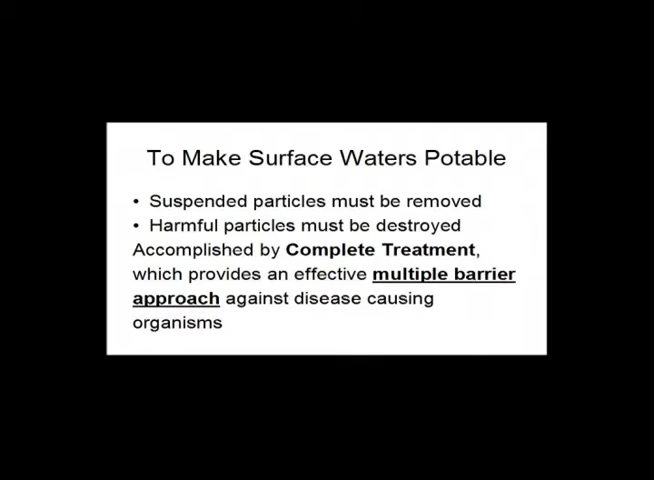 To Make Surface Waters Potable
• Suspended particles must be removed
• Harmful particles must be destroyed
Accomplished by Complete Treatment,
which provides an effective multiple barrier
approach against disease causing
organisms